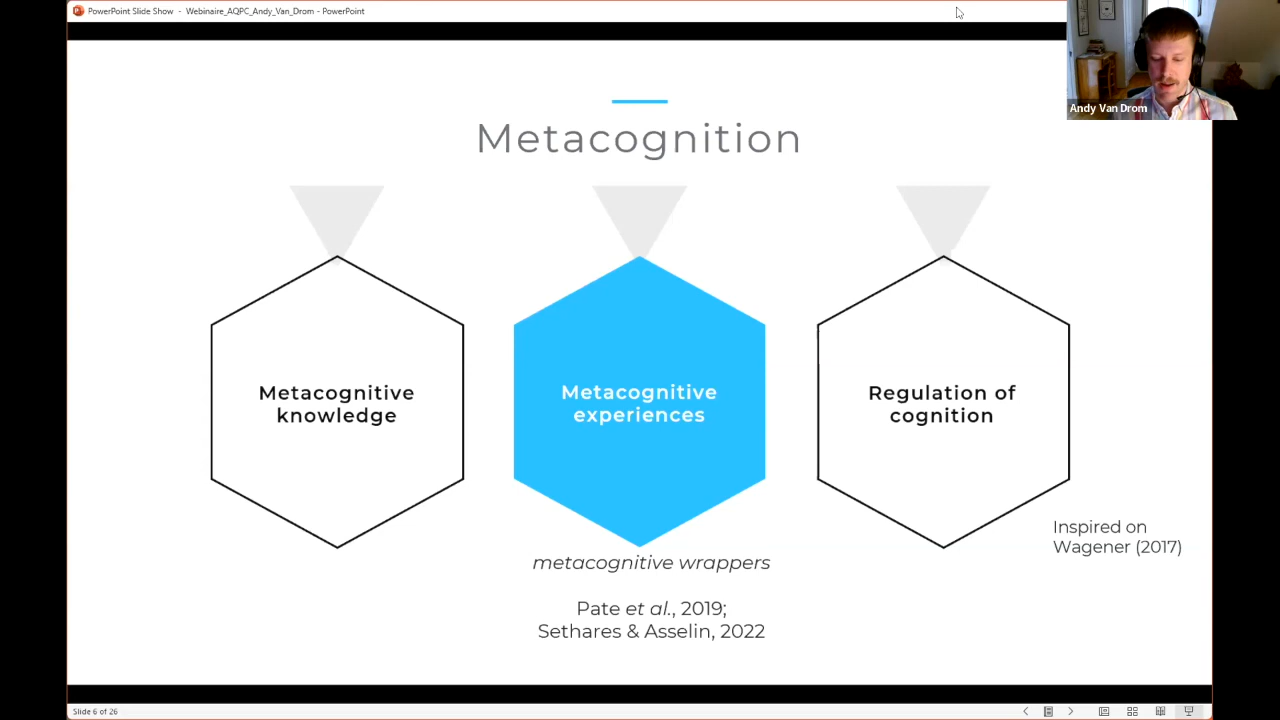 PowerPoint Slide Show - Webinaire_AQPC_Andy_Van_Drom - PowerPoint
Andy Van Drom
Metacognition
Metacognitive
knowledge
Metacognitive
experiences
Regulation of
cognition
Inspired on
Wagener (2017)
metacognitive wrappers
Pate et al., 2019;
Sethares & Asselin, 2022
Slide 6 of 26